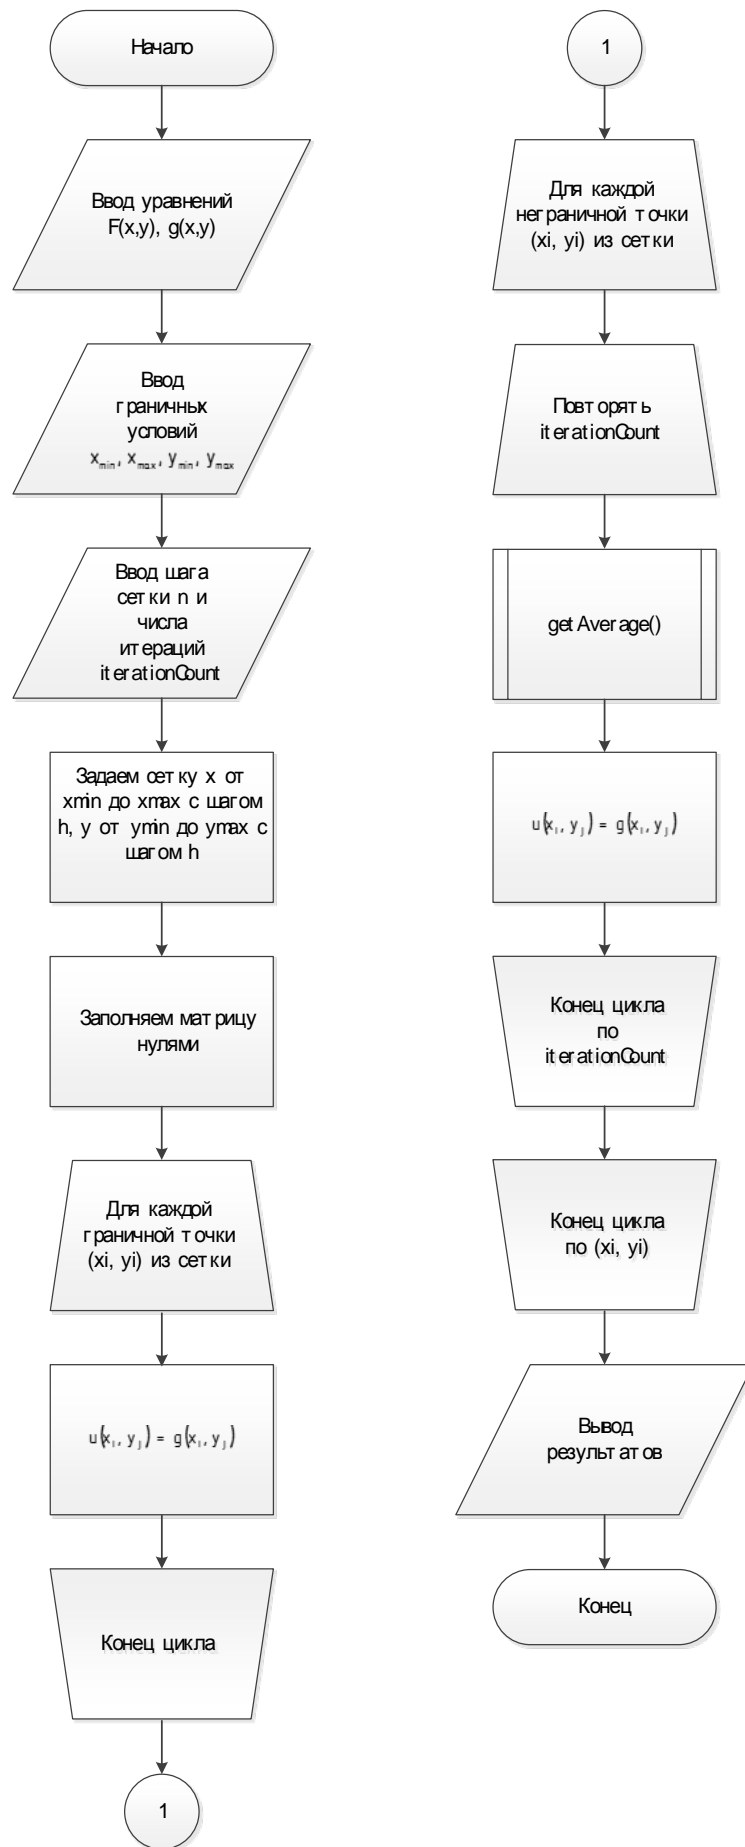 Начало
Ввод уравнений
F(x,y), g(x,y)
Ввод
граничных
условий
xmin, xmax, ymin, ymax
Ввод шага
сетки n и
числа
итераций
iterationCount
Задаем сетку x от
xmin до xmax с шагом
h, y от ymin до ymax с
шагом h
Заполняем матрицу
нулями
Для каждой
граничной точки
(xi, yi) из сетки
u(xi, yj) = g(xi, yj)
Конец цикла
1
1
Для каждой
неграничной точки
(xi, yi) из сетки
Повторять
iterationCount
getAverage()
u(xi, yj) = g(xi, yj)
Конец цикла
по
iterationCount
Конец цикла
по (xi, yi)
Вывод
результатов
Конец